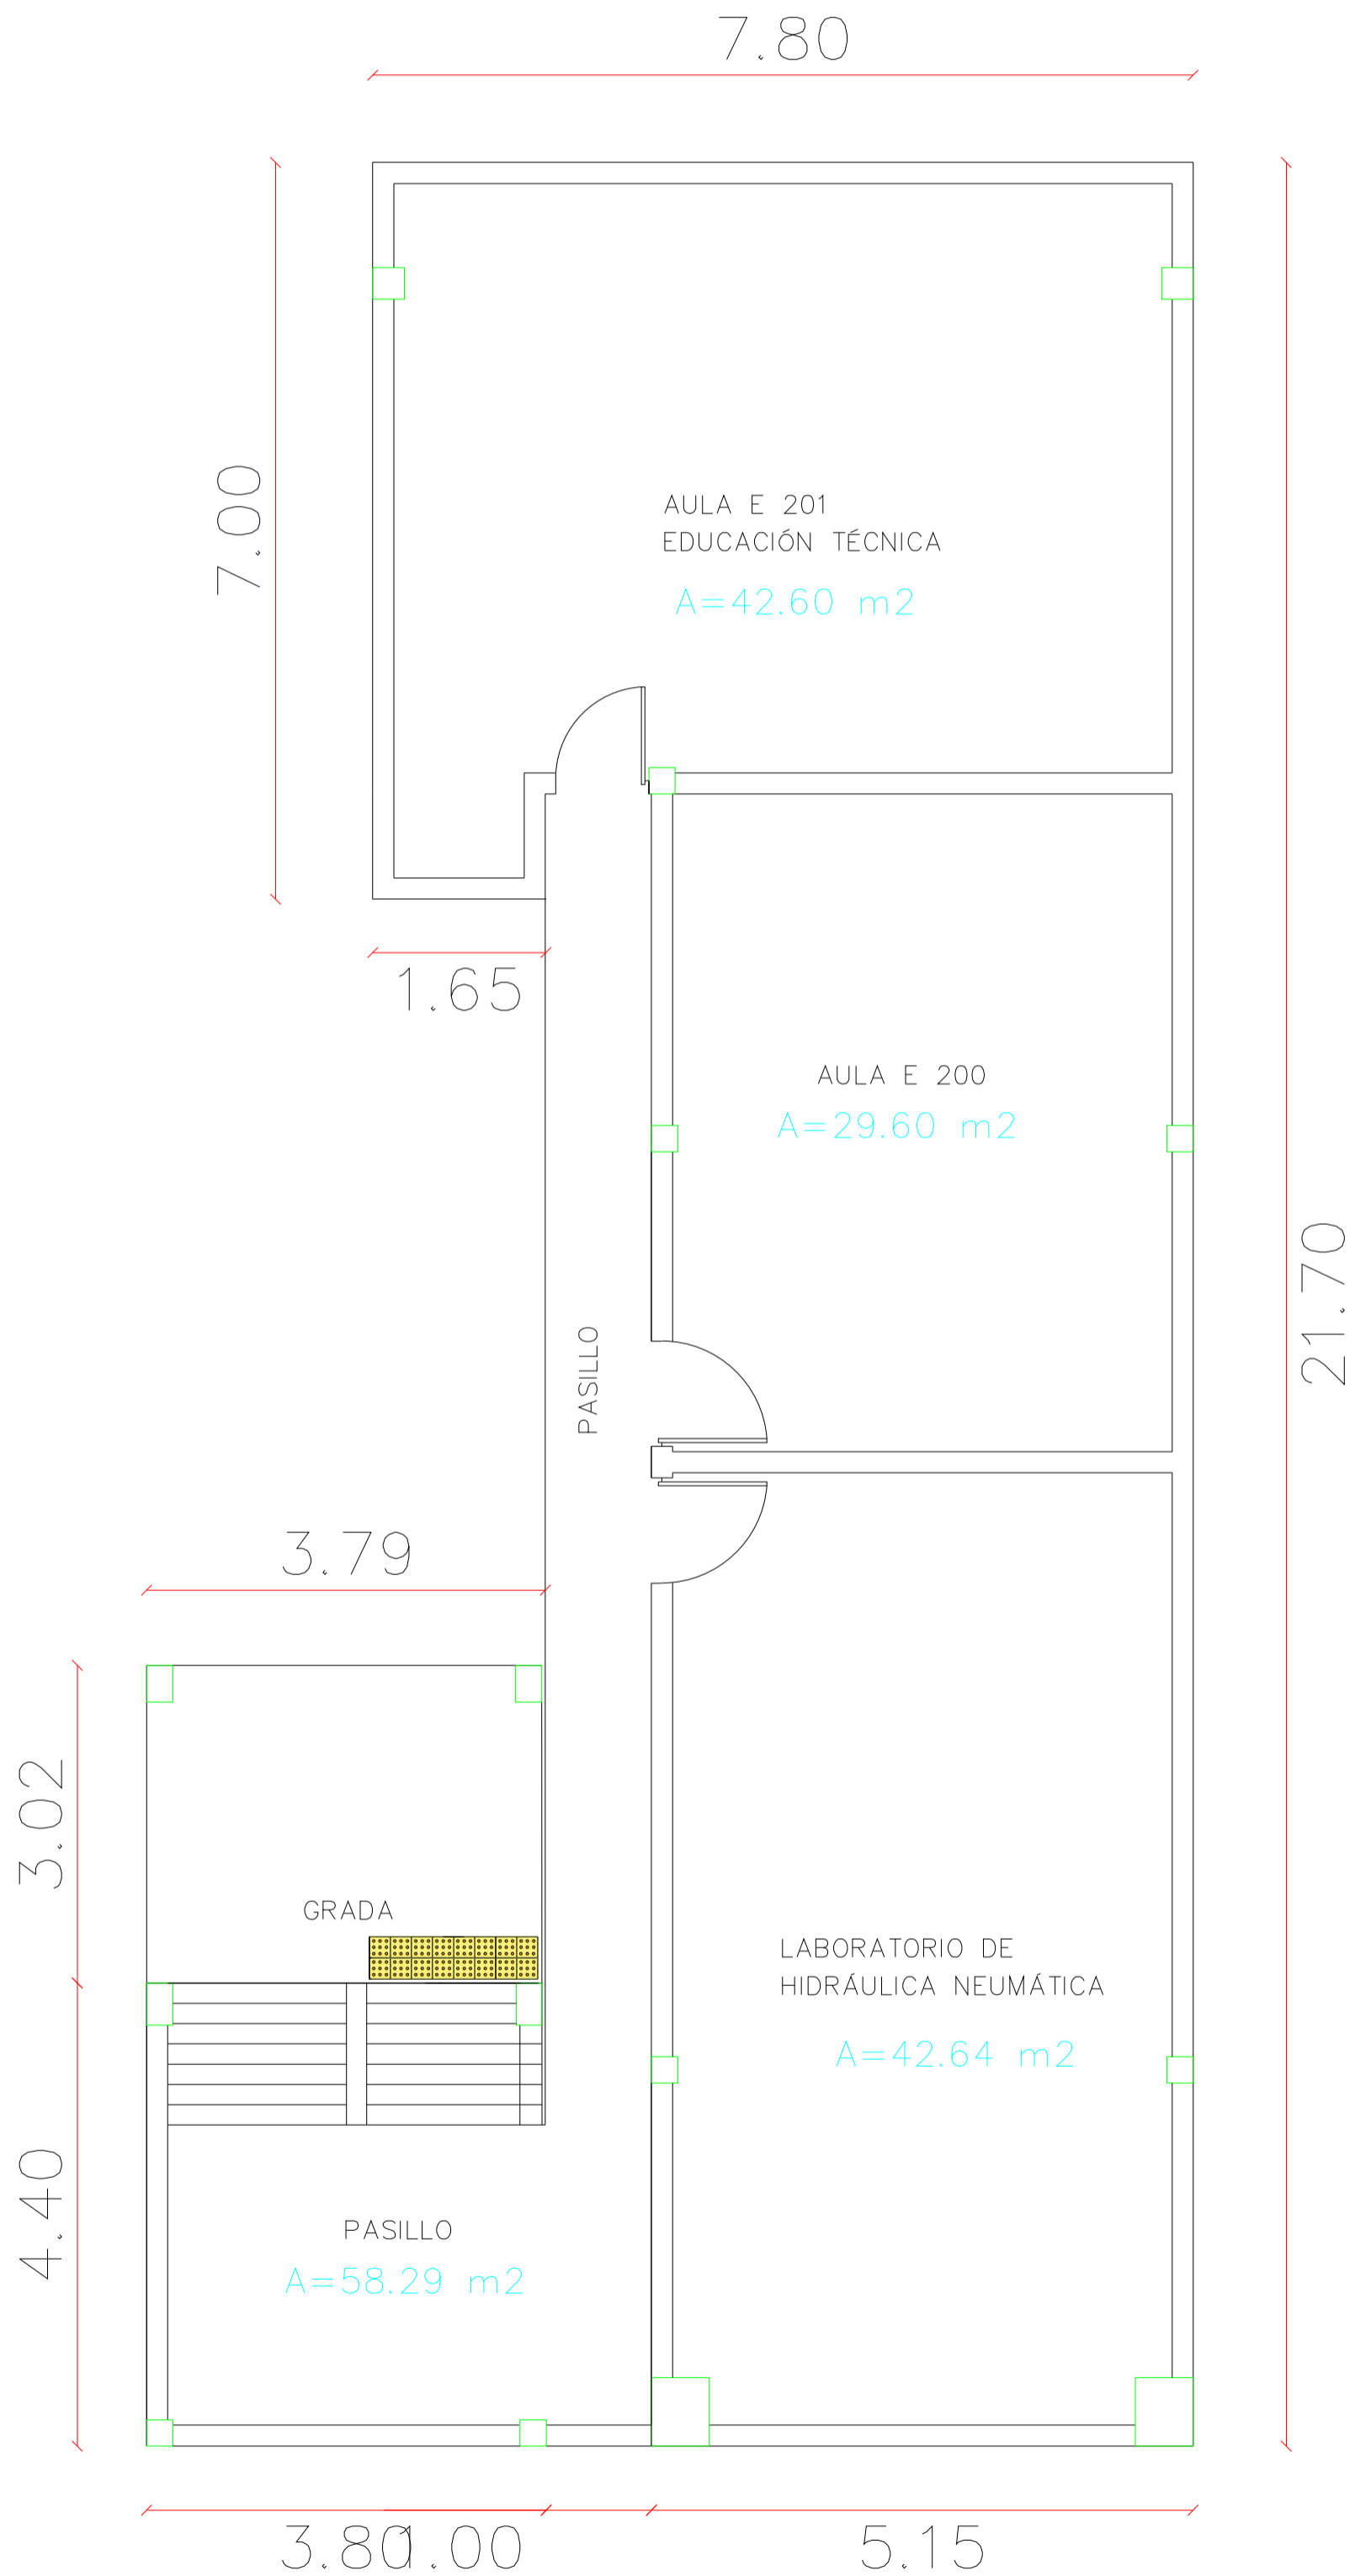 7.80
7.00
AULA E 201
EDUCACIÓN TÉCNICA
A=42.60 m2
1.65
AULA E 200
A=29.60 m2
21.70
PASILLO
3.79
3.02
GRADA
LABORATORIO DE
HIDRÁULICA NEUMÁTICA
A=42.64 m2
4.40
PASILLO
A=58.29 m2
3.80
1.00
5.15